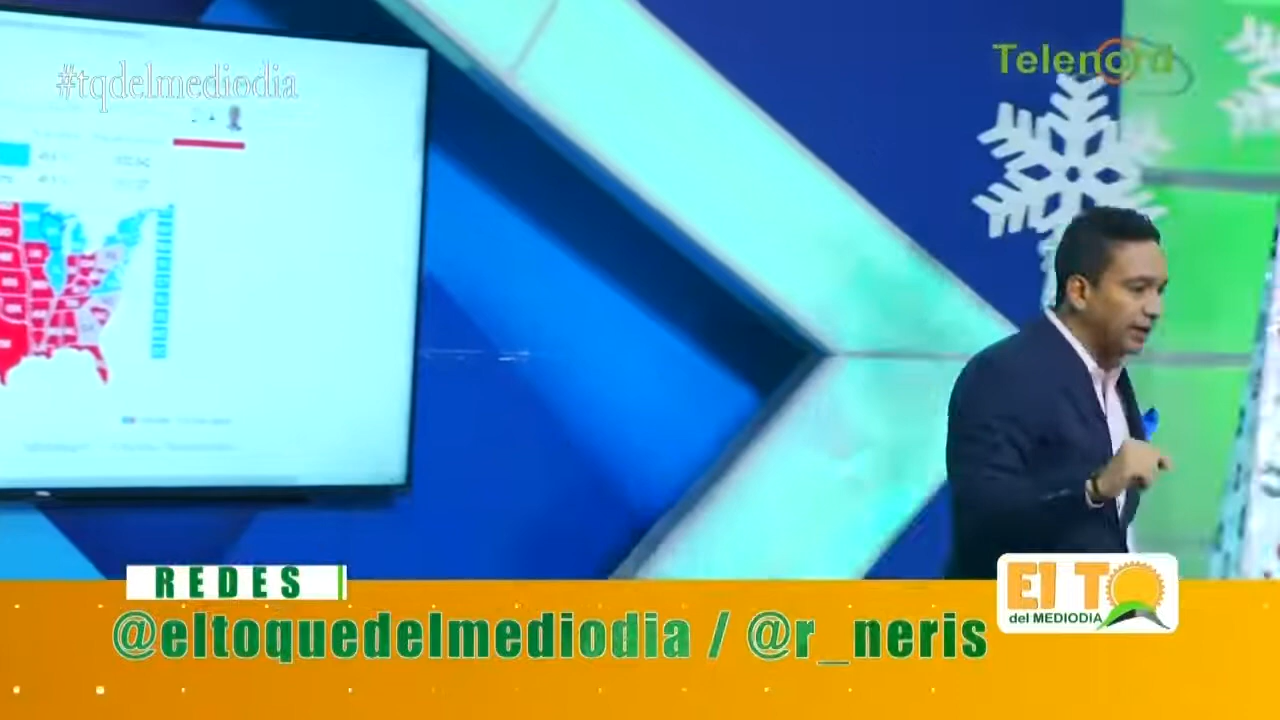 #tqdelmediodia
Telenord
REDES
@eltoquedelmediodia / @r_neris
El TO
del MEDIODIA